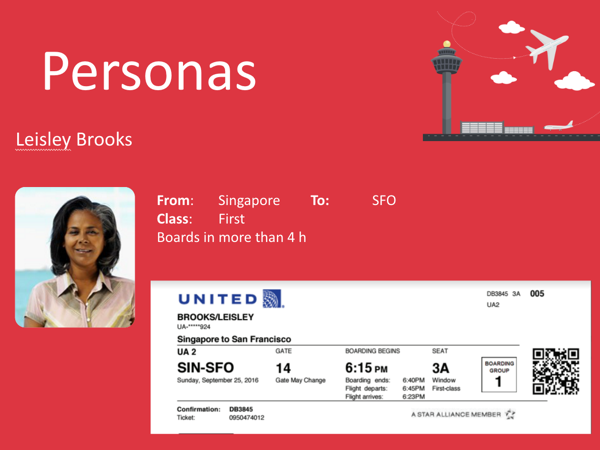 Personas
Leisley Brooks
From: Singapore To: SFO
Class: First
Boards in more than 4 h
UNITED
DB3845 3A 005
UA2
BROOKS/LEISLEY
UA-*****924
Singapore to San Francisco
UA 2 GATE BOARDING BEGINS SEAT
SIN-SFO 14 6:15 PM 3A
BOARDING GROUP 1
Sunday, September 25, 2016 Gate May Change Boarding ends: 6:40PM Window
Flight departs: 6:45PM First-class
Flight arrives: 6:23PM
Confirmation: DB3845
Ticket: 0950474012
A STAR ALLIANCE MEMBER